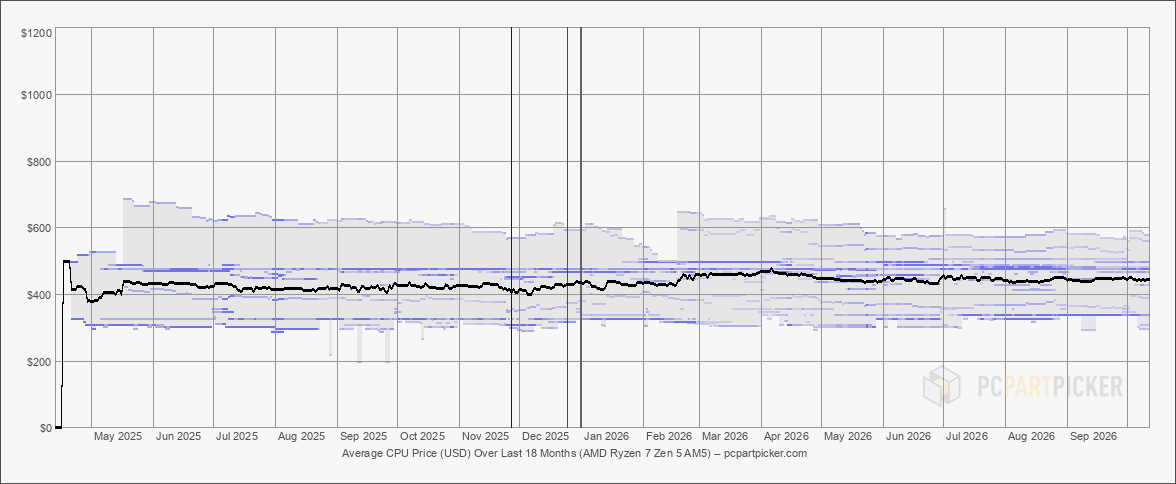 $1200
$1000
$800
$600
$400
$200
$0
May 2025 Jun 2025 Jul 2025 Aug 2025 Sep 2025 Oct 2025 Nov 2025 Dec 2025 Jan 2026 Feb 2026 Mar 2026 Apr 2026 May 2026 Jun 2026 Jul 2026 Aug 2026 Sep 2026
PCPARTPICKER
Average CPU Price (USD) Over Last 18 Months (AMD Ryzen 7 Zen 5 AM5) – pcpartpicker.com